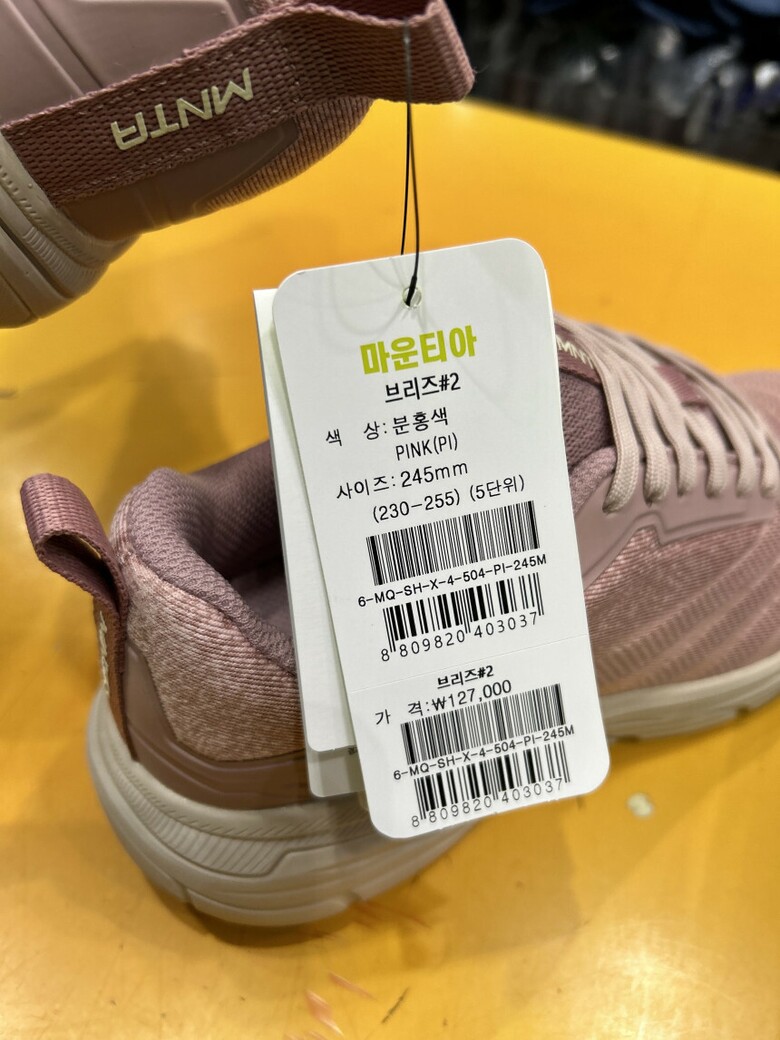 MNTA
마운티아
브리즈#2
색 상:분홍색
PINK(PI)
사이즈:245mm
(230-255) (5단위)
6-MQ-SH-X-4-504-PI-245M
8 809820 403037
브리즈#2
가 격:₩127,000
6-MQ-SH-X-4-504-PI-245M
8 809820 403037